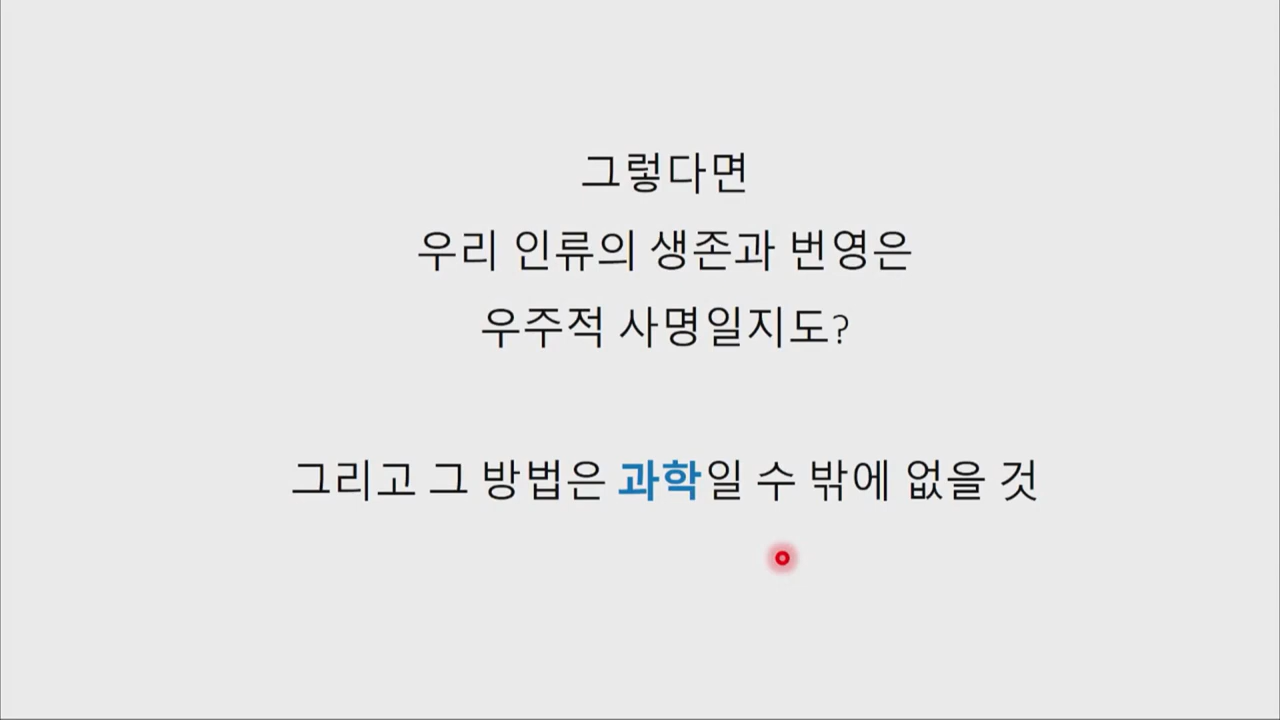 그렇다면
우리 인류의 생존과 번영은
우주적 사명일지도?
그리고 그 방법은 과학일 수 밖에 없을 것